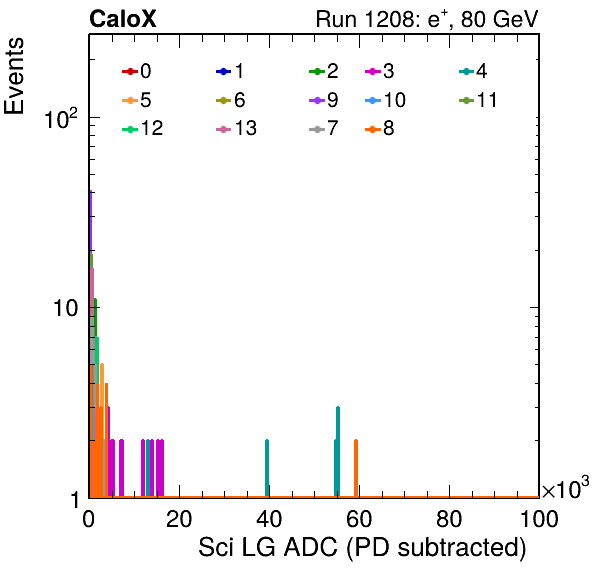 CaloX Run 1208: e⁺, 80 GeV
Events
0 1 2 3 4
5 6 9 10 11
12 13 7 8
10²
10
1
0 20 40 60 80 100
×10³
Sci LG ADC (PD subtracted)